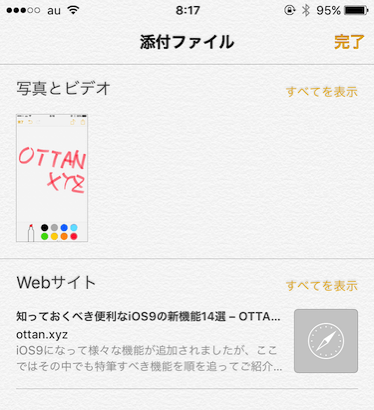 au 8:17 95%
添付ファイル 完了
写真とビデオ すべてを表示
OTTAN
XYZ
Webサイト すべてを表示
知っておくべき便利なiOS9の新機能14選 – OTTA...
ottan.xyz
iOS9になって様々な機能が追加されましたが、ここ
ではその中でも特筆すべき機能を順を追ってご紹介...